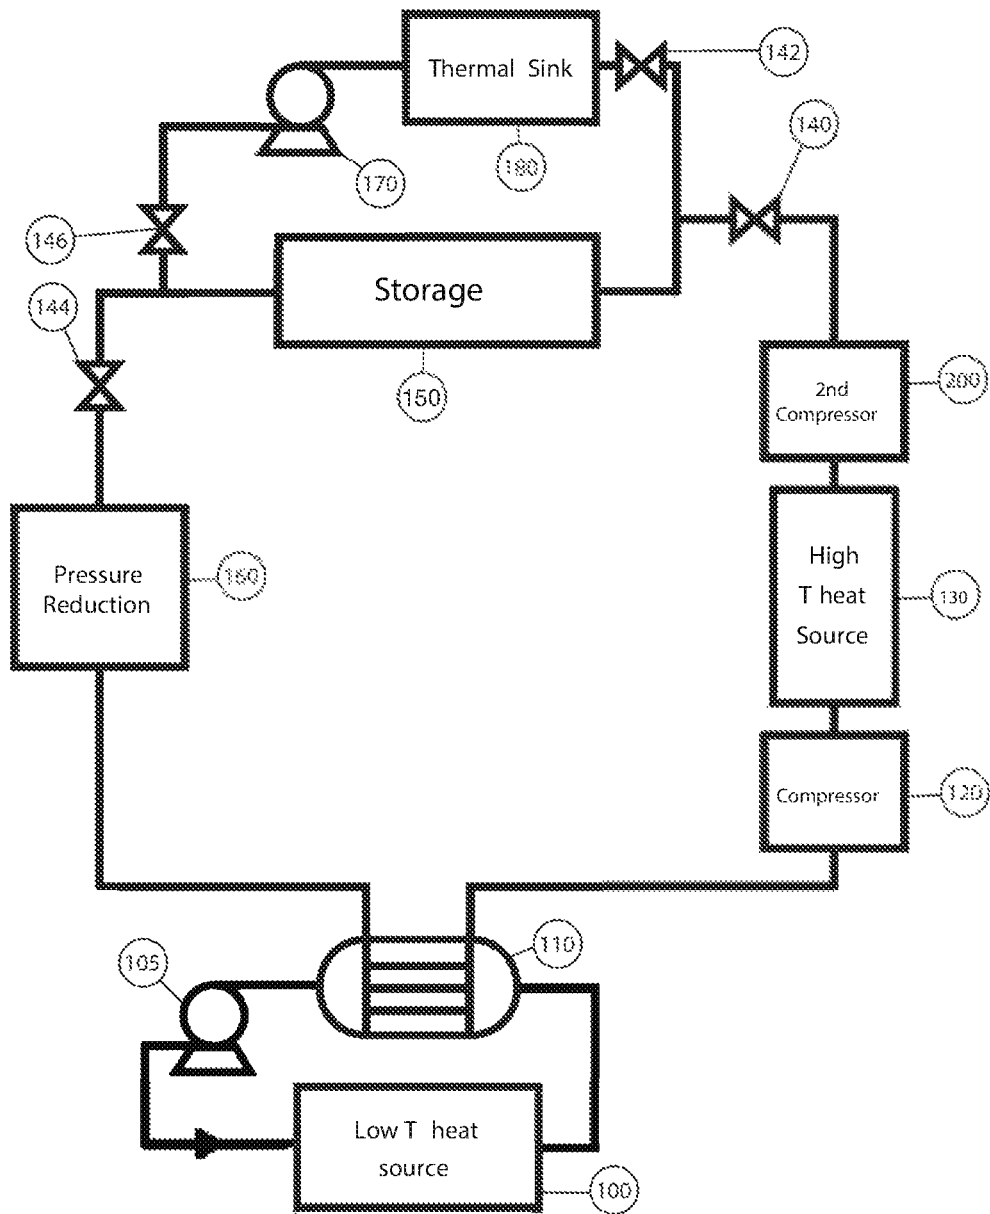 142
Thermal Sink
140
180
170
146
Storage
144
150
2nd
Compressor
200
High
T heat
Source
130
Pressure
Reduction
160
Compressor
120
110
105
Low T heat
source
100